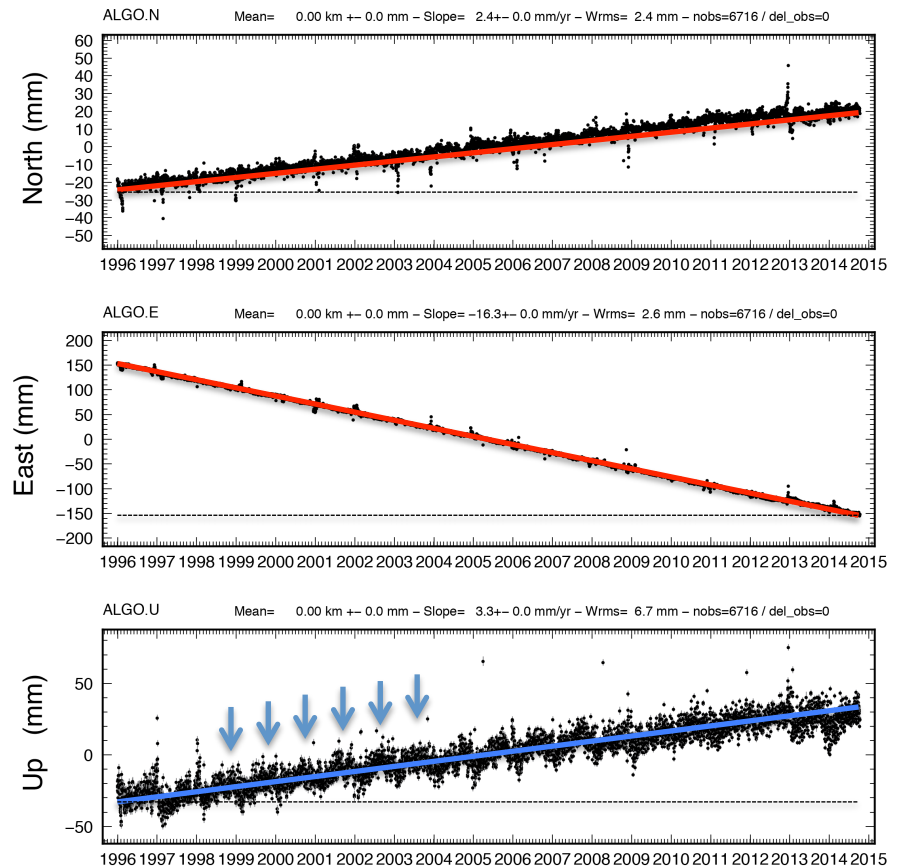 ALGO.N Mean= 0.00 km +– 0.0 mm – Slope= 2.4+– 0.0 mm/yr – Wrms= 2.4 mm – nobs=6716 / del_obs=0
North (mm)
60
50
40
30
20
10
0
−10
−20
−30
−40
−50
1996 1997 1998 1999 2000 2001 2002 2003 2004 2005 2006 2007 2008 2009 2010 2011 2012 2013 2014 2015
ALGO.E Mean= 0.00 km +– 0.0 mm – Slope= −16.3+– 0.0 mm/yr – Wrms= 2.6 mm – nobs=6716 / del_obs=0
East (mm)
200
150
100
50
0
−50
−100
−150
−200
1996 1997 1998 1999 2000 2001 2002 2003 2004 2005 2006 2007 2008 2009 2010 2011 2012 2013 2014 2015
ALGO.U Mean= 0.00 km +– 0.0 mm – Slope= 3.3+– 0.0 mm/yr – Wrms= 6.7 mm – nobs=6716 / del_obs=0
Up (mm)
50
0
−50
1996 1997 1998 1999 2000 2001 2002 2003 2004 2005 2006 2007 2008 2009 2010 2011 2012 2013 2014 2015